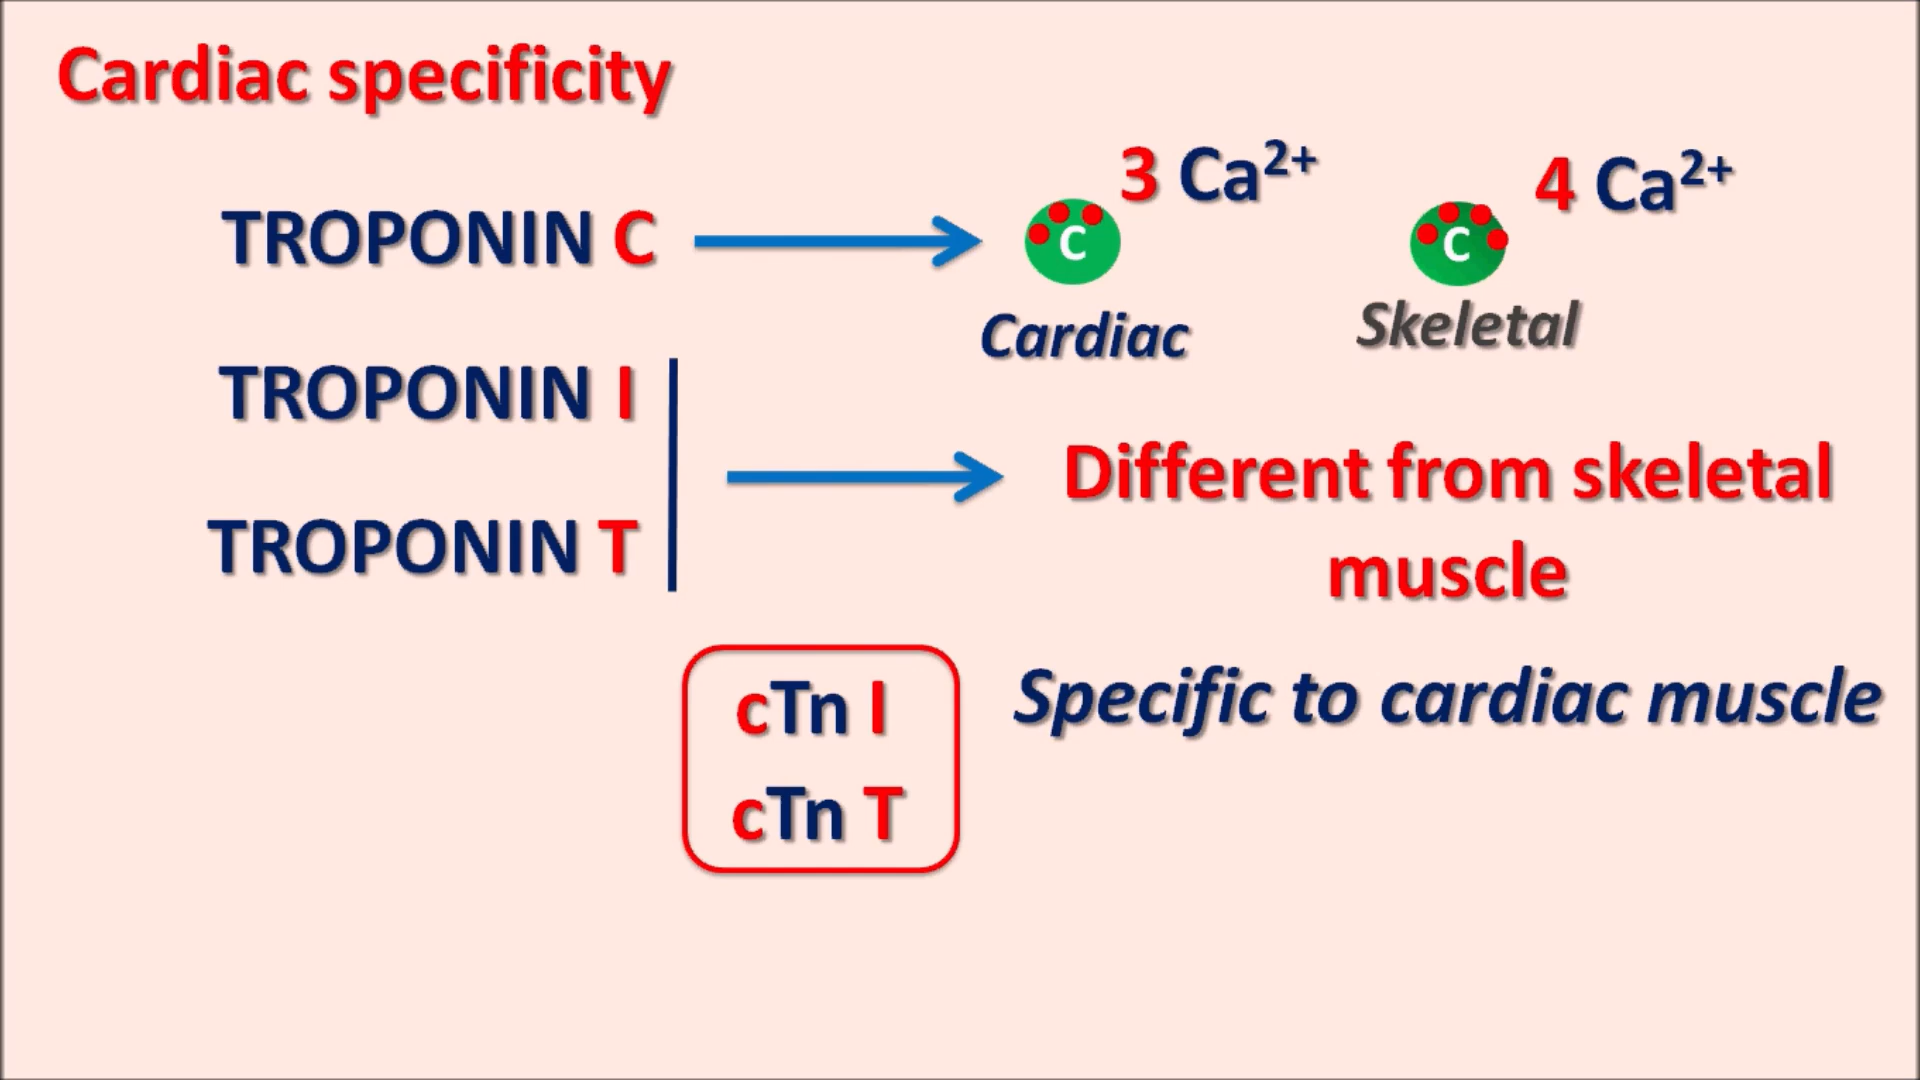 Cardiac specificity
3 Ca²⁺
4 Ca²⁺
TROPONIN C
C
C
Cardiac
Skeletal
TROPONIN I
TROPONIN T
Different from skeletal
muscle
cTn I
cTn T
Specific to cardiac muscle